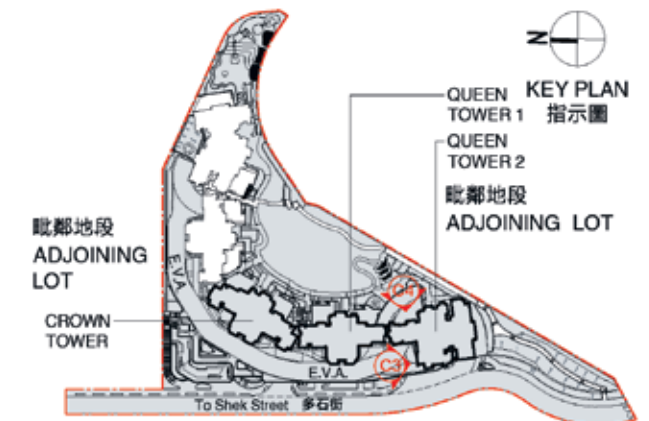 N
KEY PLAN
指示圖
QUEEN
TOWER 1
QUEEN
TOWER 2
毗鄰地段
ADJOINING LOT
毗鄰地段
ADJOINING
LOT
E.V.A
CROWN
TOWER
C4
C3
E.V.A.
To Shek Street 多石街